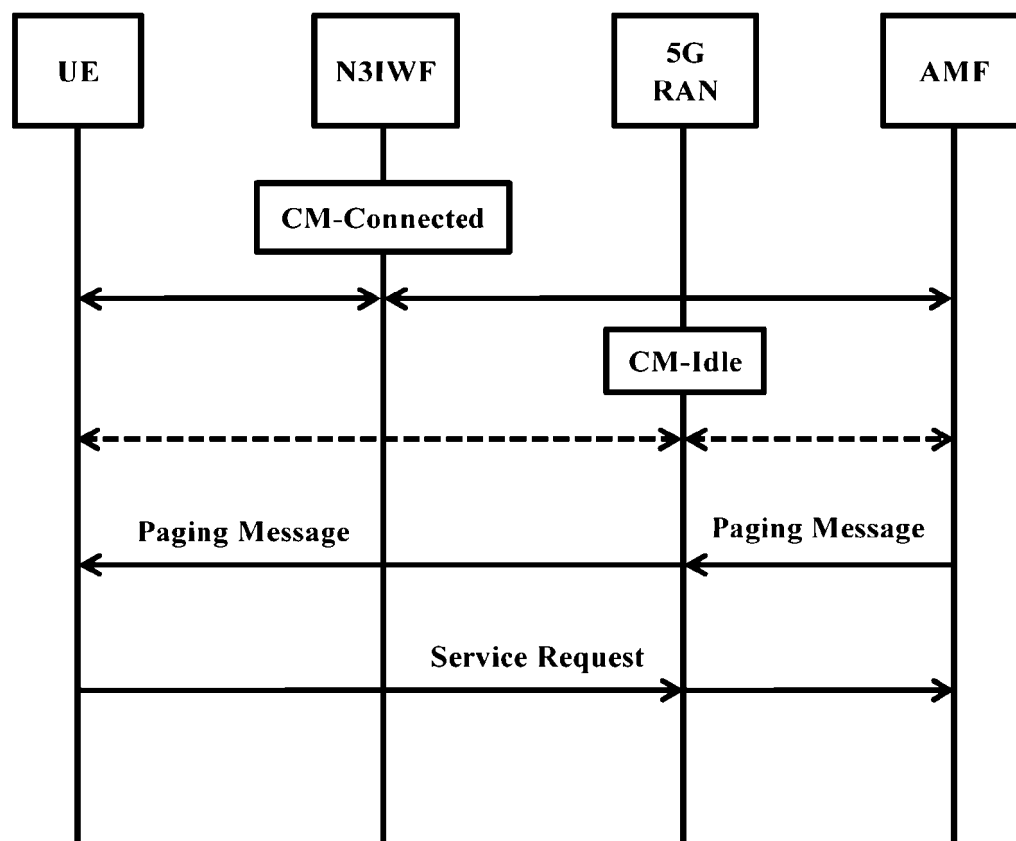 UE
N3IWF
5G
RAN
AMF
CM-Connected
CM-Idle
Paging Message
Paging Message
Service Request